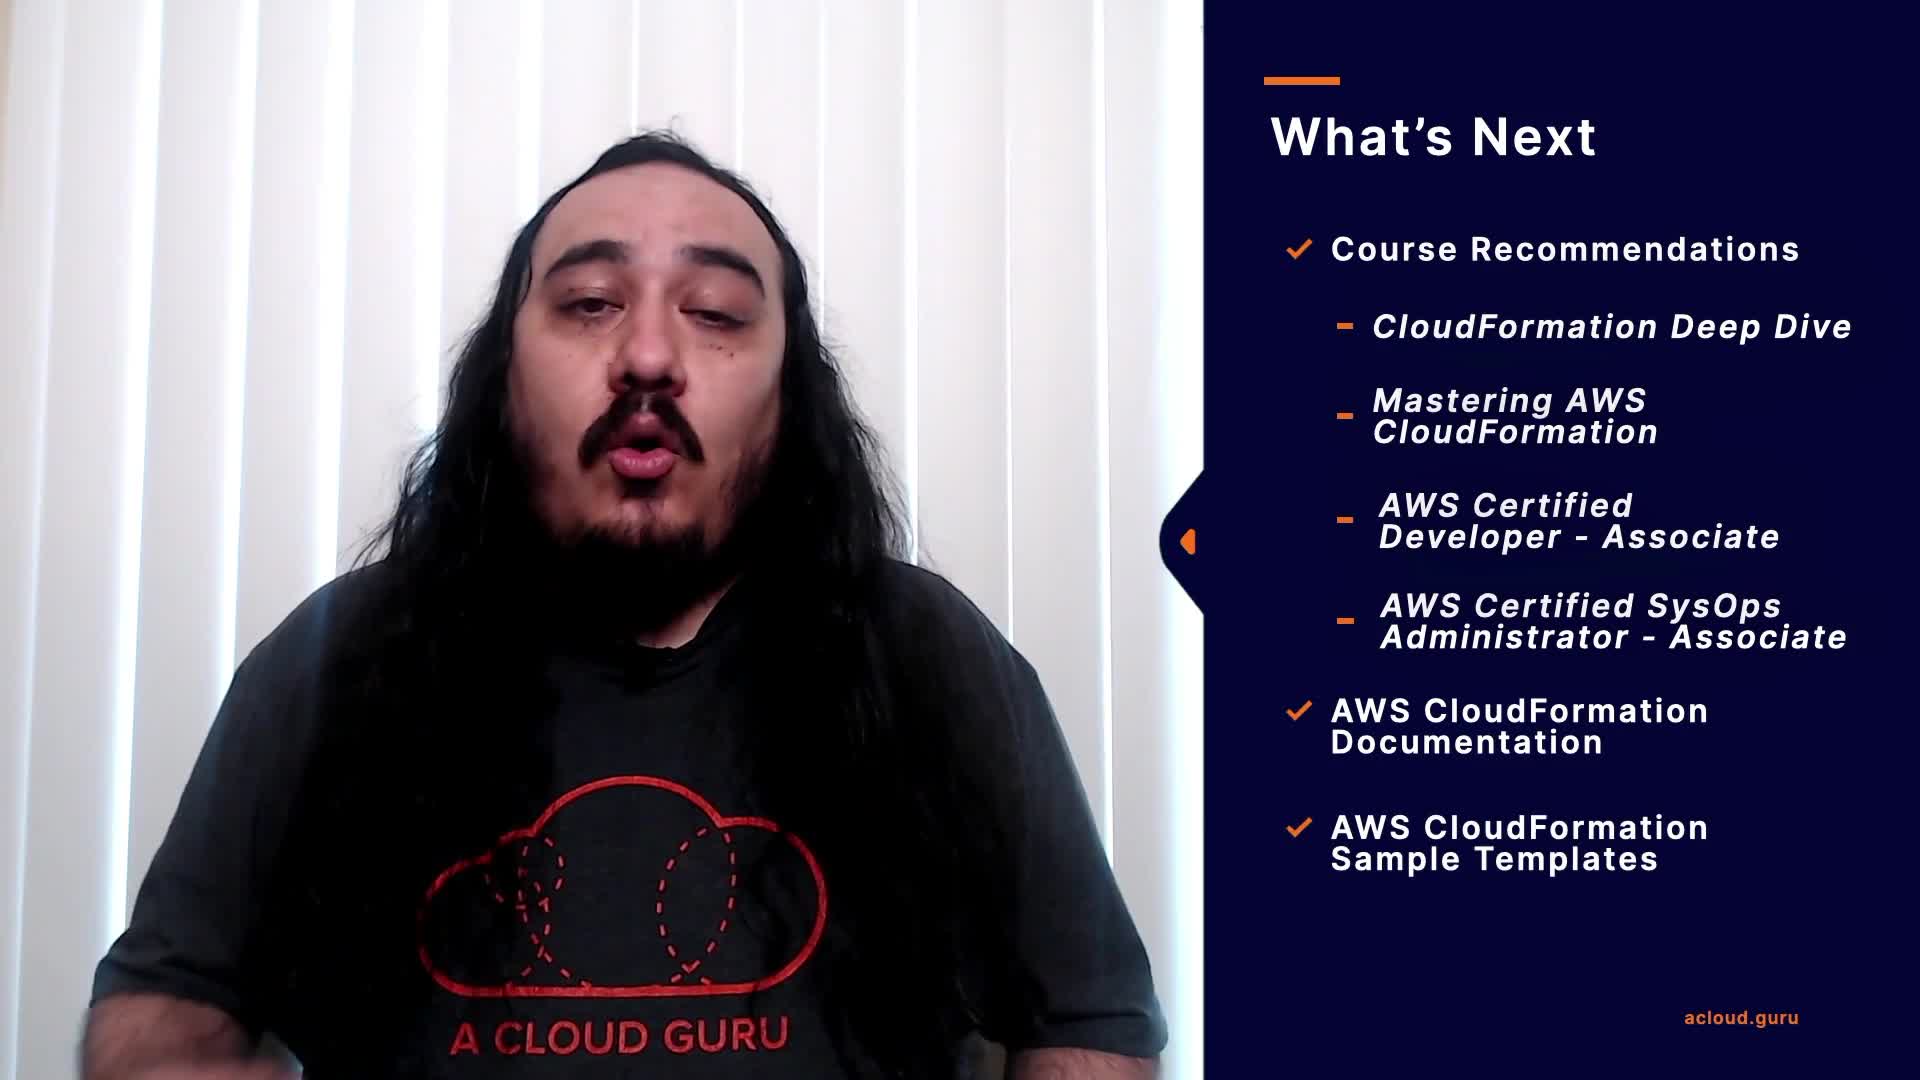 What's Next
Course Recommendations
CloudFormation Deep Dive
Mastering AWS
CloudFormation
AWS Certified
Developer - Associate
AWS Certified SysOps
Administrator - Associate
AWS CloudFormation
Documentation
AWS CloudFormation
Sample Templates
acloud.guru
A CLOUD GURU